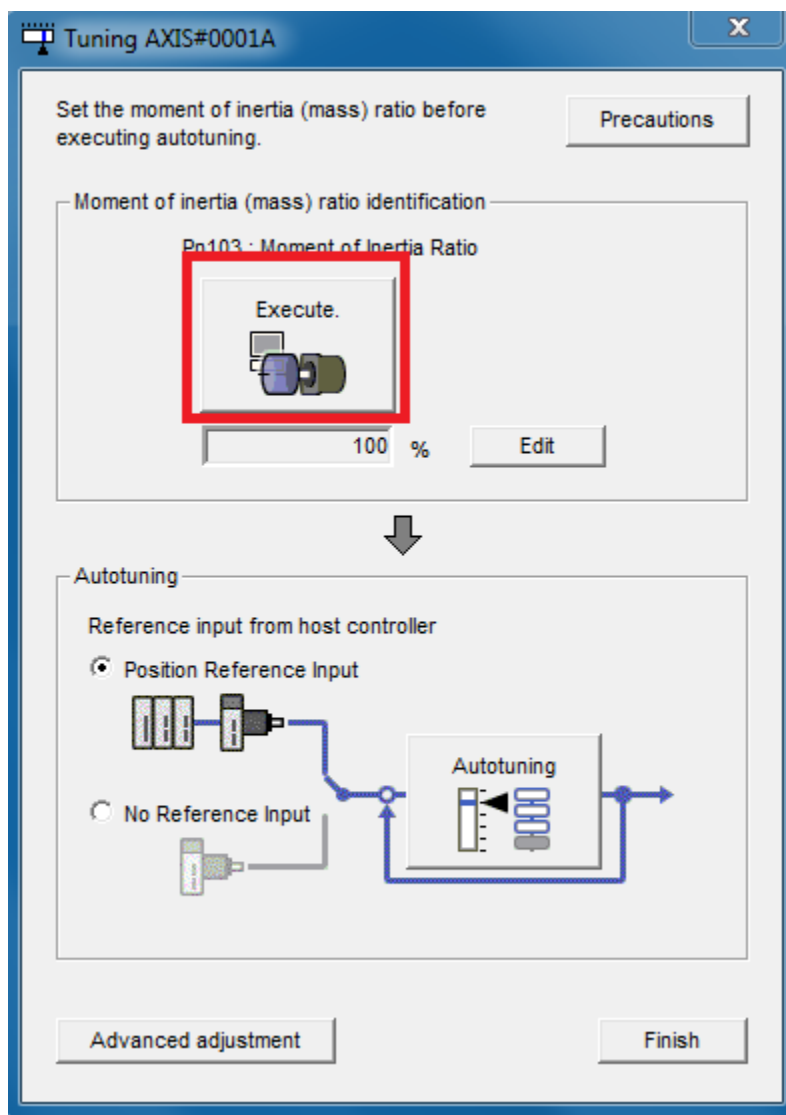 Tuning AXIS#0001A
Set the moment of inertia (mass) ratio before
executing autotuning.
Precautions
Moment of inertia (mass) ratio identification
Pn103 : Moment of Inertia Ratio
Execute.
100 %
Edit
Autotuning
Reference input from host controller
Position Reference Input
Autotuning
No Reference Input
Advanced adjustment
Finish